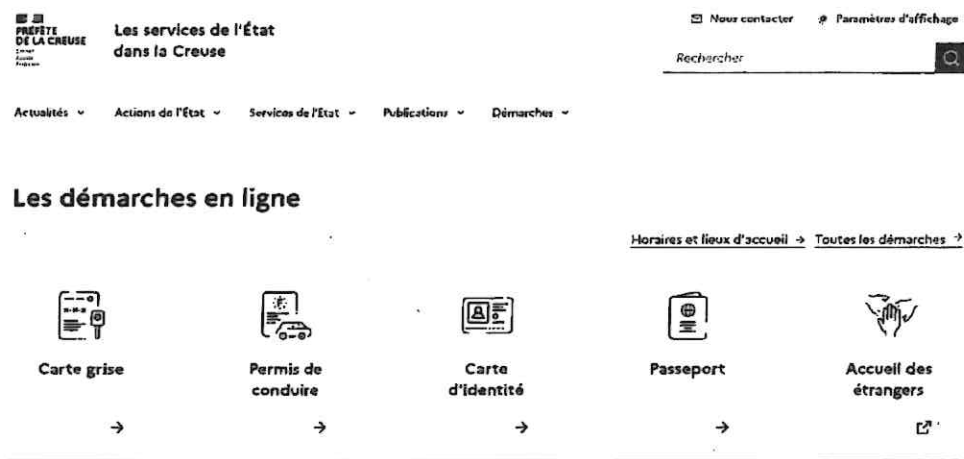 PRÉFÈTE
DE LA CREUSE
Les services de l'État
dans la Creuse
Nous contacter
Paramètres d'affichage
Rechercher
Actualités
Actions de l'État
Services de l'État
Publications
Démarches
Les démarches en ligne
Horaires et lieux d'accueil → Toutes les démarches →
Carte grise
Permis de
conduire
Carte
d'identité
Passeport
Accueil des
étrangers